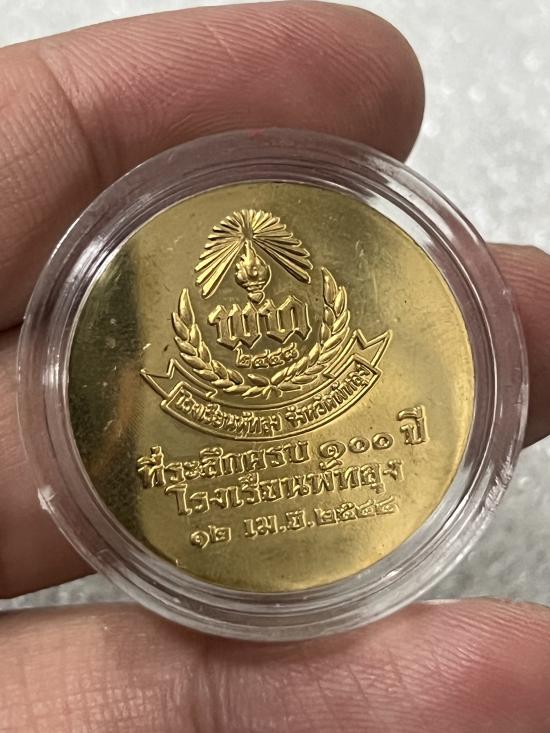 พ.ท
๒๔๔๘
โรงเรียนพัทลุง จังหวัดพัทลุง
ที่ระลึกครบ ๑๐๐ ปี
โรงเรียนพัทลุง
๑๒ เม.ย.๒๕๔๔